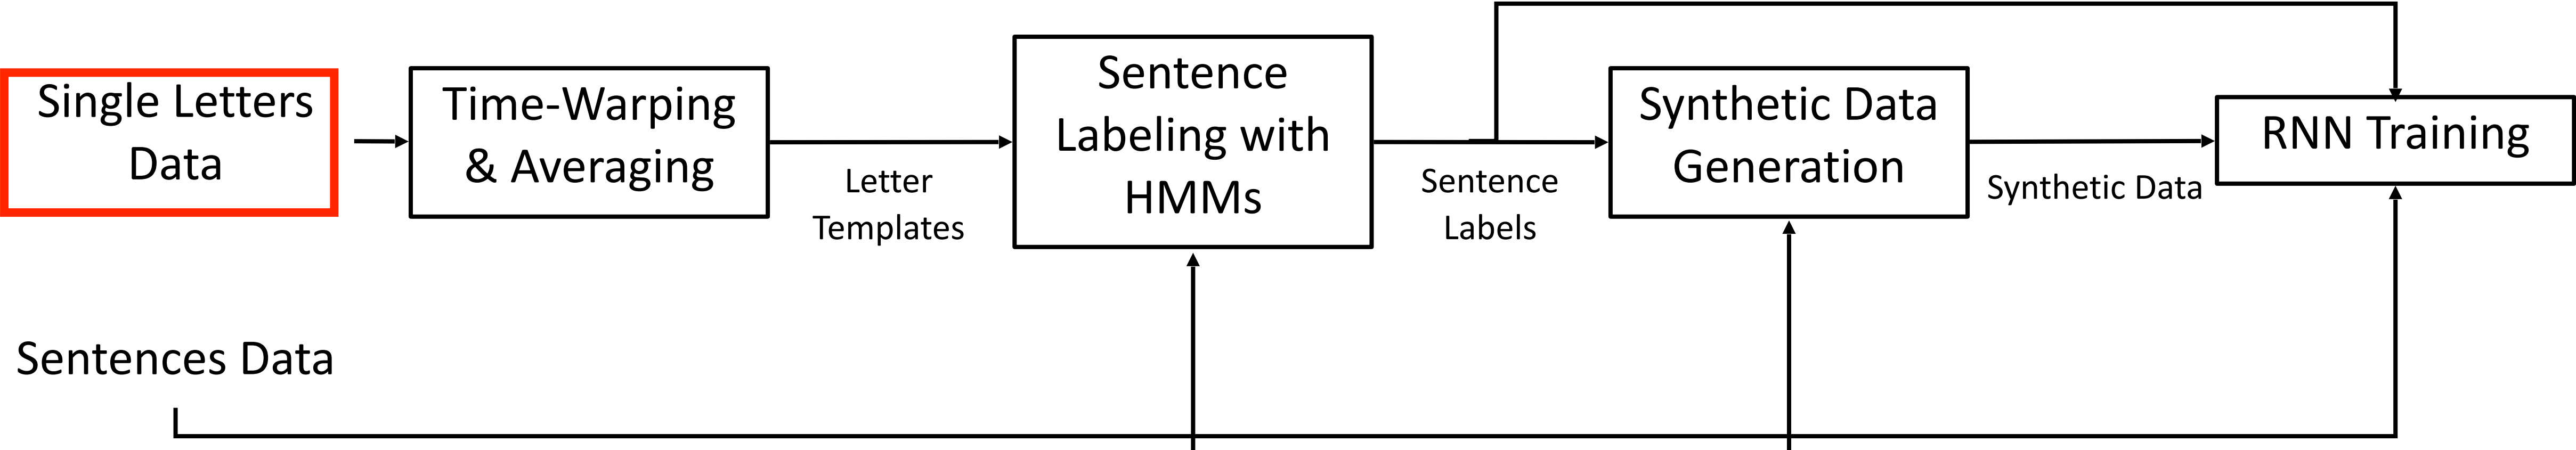 Single Letters
Data
Time-Warping
& Averaging
Letter
Templates
Sentence
Labeling with
HMMs
Sentence
Labels
Synthetic Data
Generation
Synthetic Data
RNN Training
Sentences Data